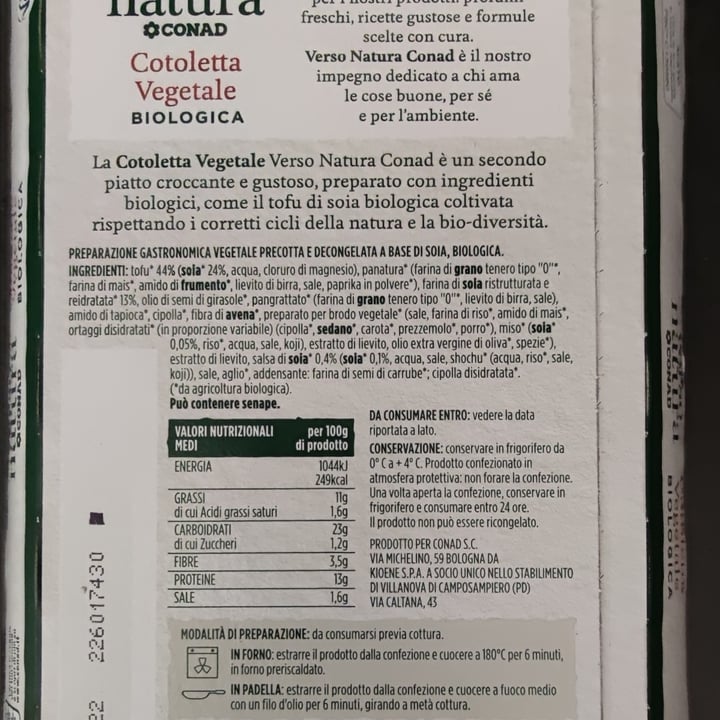 natura
CONAD
Cotoletta
Vegetale
BIOLOGICA
freschi, ricette gustose e formule
scelte con cura.
Verso Natura Conad è il nostro
impegno dedicato a chi ama
le cose buone, per sé
e per l'ambiente.
La Cotoletta Vegetale Verso Natura Conad è un secondo
piatto croccante e gustoso, preparato con ingredienti
biologici, come il tofu di soia biologica coltivata
rispettando i corretti cicli della natura e la bio-diversità.
PREPARAZIONE GASTRONOMICA VEGETALE PRECOTTA E DECONGELATA A BASE DI SOIA, BIOLOGICA.
INGREDIENTI: tofu* 44% (soia* 24%, acqua, cloruro di magnesio), panatura* (farina di grano tenero tipo "0"*,
farina di mais*, amido di frumento*, lievito di birra, sale, paprika in polvere*), farina di soia ristrutturata e
reidratata* 13%, olio di semi di girasole*, pangrattato* (farina di grano tenero tipo "0"*, lievito di birra, sale),
amido di tapioca*, cipolla*, fibra di avena*, preparato per brodo vegetale* (sale, farina di riso*, amido di mais*,
ortaggi disidratati* (in proporzione variabile) (cipolla*, sedano*, carota*, prezzemolo*, porro*), miso* (soia*
0,05%, riso*, acqua, sale, koji), estratto di lievito, olio extra vergine di oliva*, spezie*),
estratto di lievito, salsa di soia* 0,4% (soia* 0,1%, acqua, sale, shochu* (acqua, riso*, sale,
koji)), sale, aglio*, addensante: farina di semi di carrube*; cipolla disidratata*.
(*da agricoltura biologica).
Può contenere senape.
VALORI NUTRIZIONALI MEDI per 100g di prodotto
ENERGIA 1044kJ
249kcal
GRASSI 11g
di cui Acidi grassi saturi 1,6g
CARBOIDRATI 23g
di cui Zuccheri 1,2g
FIBRE 3,5g
PROTEINE 13g
SALE 1,6g
DA CONSUMARE ENTRO: vedere la data
riportata a lato.
CONSERVAZIONE: conservare in frigorifero da
0° C a + 4° C. Prodotto confezionato in
atmosfera protettiva: non forare la confezione.
Una volta aperta la confezione, conservare in
frigorifero e consumare entro 24 ore.
Il prodotto non può essere ricongelato.
PRODOTTO PER CONAD S.C.
VIA MICHELINO, 59 BOLOGNA DA
KIOENE S.P.A. A SOCIO UNICO NELLO STABILIMENTO
DI VILLANOVA DI CAMPOSAMPIERO (PD)
VIA CALTANA, 43
MODALITÀ DI PREPARAZIONE: da consumarsi previa cottura.
IN FORNO: estrarre il prodotto dalla confezione e cuocere a 180°C per 6 minuti,
in forno preriscaldato.
IN PADELLA: estrarre il prodotto dalla confezione e cuocere a fuoco medio
con un filo d'olio per 6 minuti, girando a metà cottura.
226017430
BIOLOGICA
CONAD
CONAD
BIOLOGICA